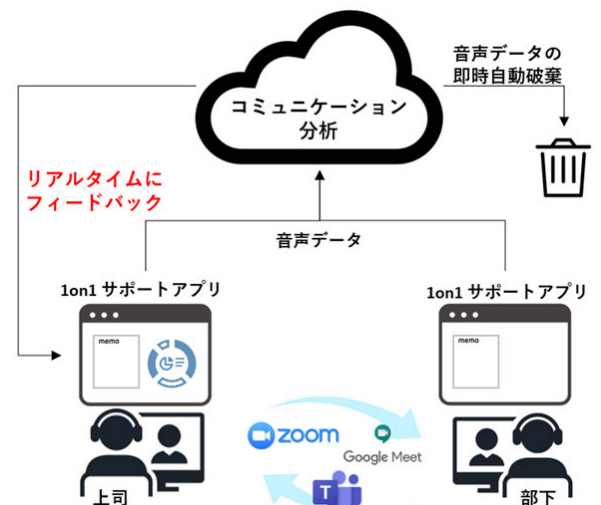 音声データの
即時自動破棄
コミュニケーション
分析
リアルタイムに
フィードバック
音声データ
1on1 サポートアプリ
1on1 サポートアプリ
memo
memo
zoom
Google Meet
T
上司
部下